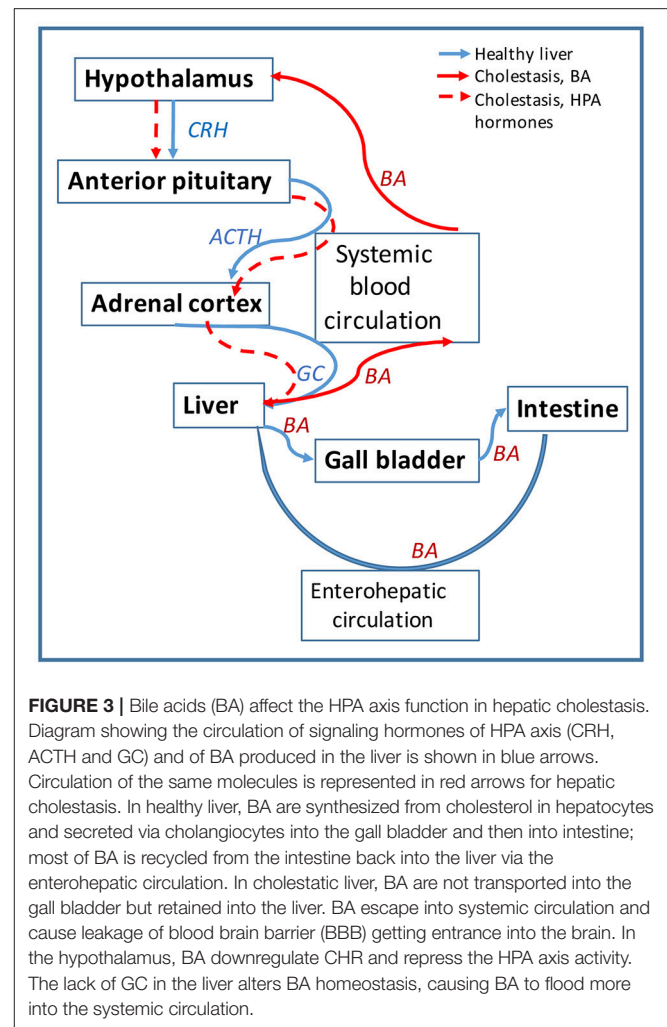 Healthy liver
Cholestasis, BA
Cholestasis, HPA
hormones
Hypothalamus
CRH
Anterior pituitary
BA
ACTH
Systemic
blood
circulation
Adrenal cortex
GC
BA
Liver
Intestine
BA
Gall bladder
BA
BA
Enterohepatic
circulation
FIGURE 3 | Bile acids (BA) affect the HPA axis function in hepatic cholestasis.
Diagram showing the circulation of signaling hormones of HPA axis (CRH,
ACTH and GC) and of BA produced in the liver is shown in blue arrows.
Circulation of the same molecules is represented in red arrows for hepatic
cholestasis. In healthy liver, BA are synthesized from cholesterol in hepatocytes
and secreted via cholangiocytes into the gall bladder and then into intestine;
most of BA is recycled from the intestine back into the liver via the
enterohepatic circulation. In cholestatic liver, BA are not transported into the
gall bladder but retained into the liver. BA escape into systemic circulation and
cause leakage of blood brain barrier (BBB) getting entrance into the brain. In
the hypothalamus, BA downregulate CHR and repress the HPA axis activity.
The lack of GC in the liver alters BA homeostasis, causing BA to flood more
into the systemic circulation.